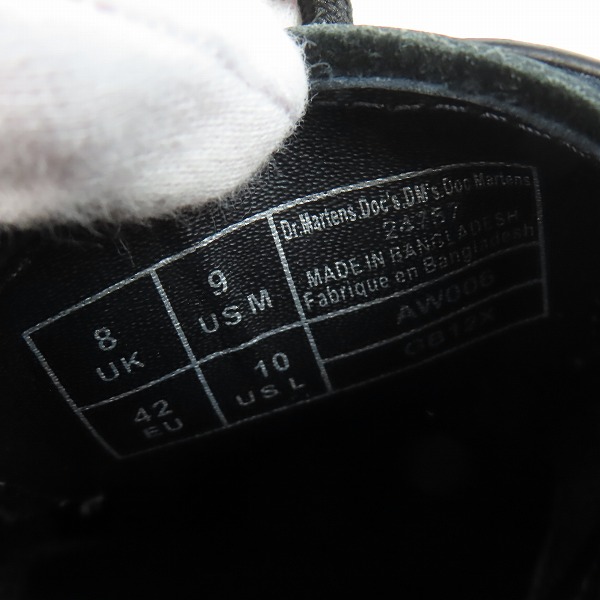 Dr.Martens.Doc's.DM's.Doc Martens
24757
MADE IN BANGLADESH
Fabrique en Bangladesh
8
UK
9
US M
AW006
42
EU
10
US L
GB12X